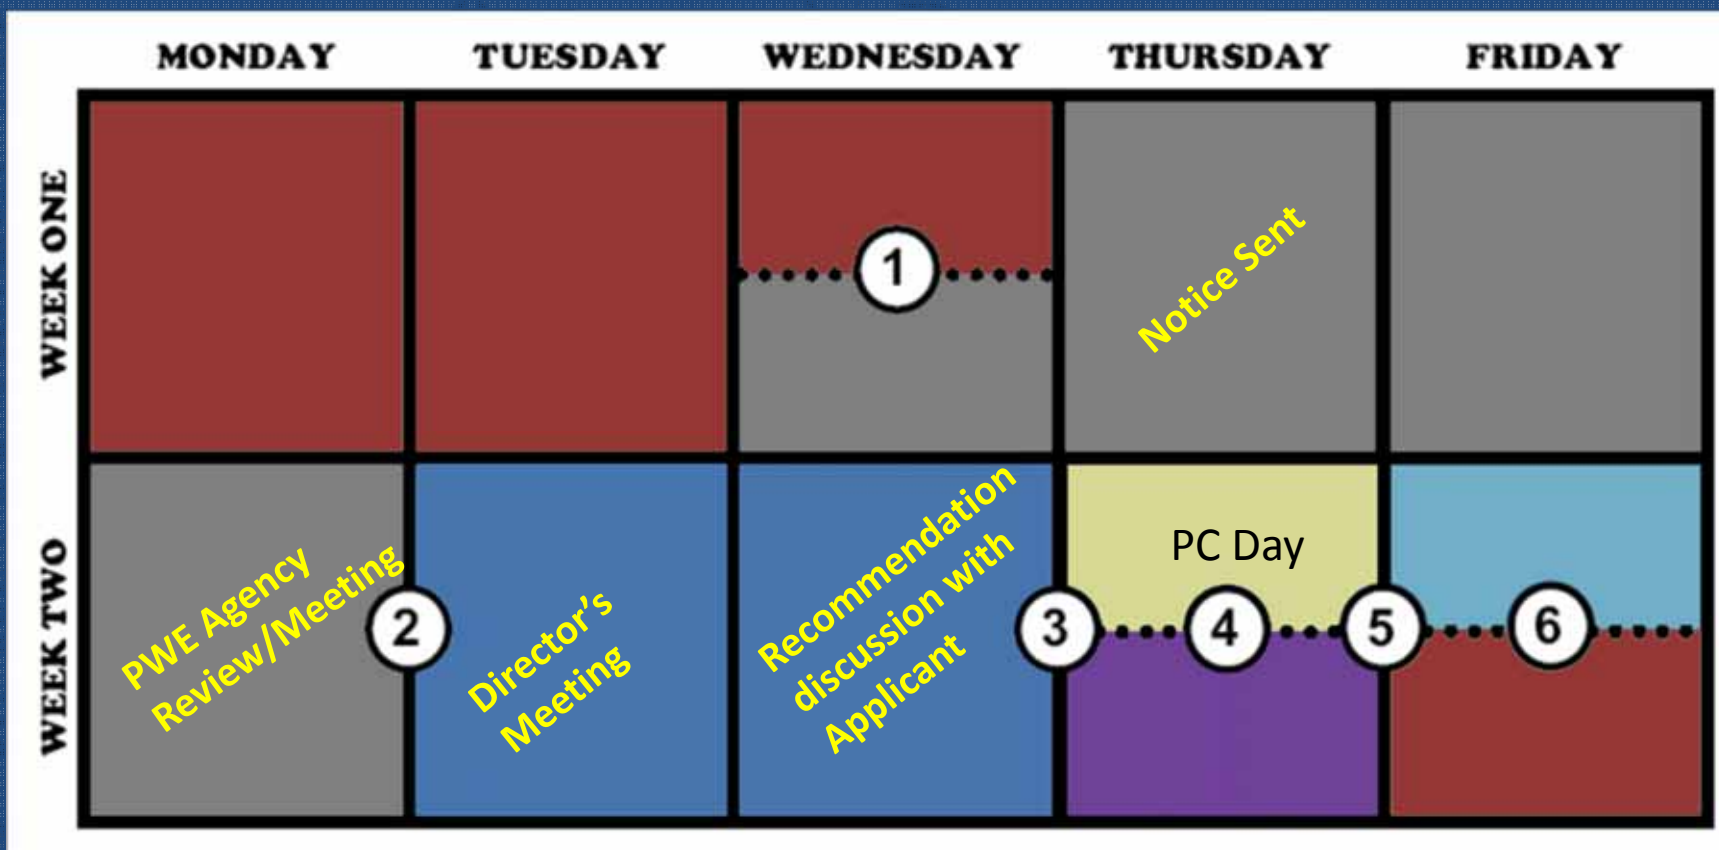 MONDAY
TUESDAY
WEDNESDAY
THURSDAY
FRIDAY
WEEK ONE
1
Notice Sent
WEEK TWO
PWE Agency
Review/Meeting
2
Director's
Meeting
Recommendation
discussion with
Applicant
3
PC Day
4
5
6